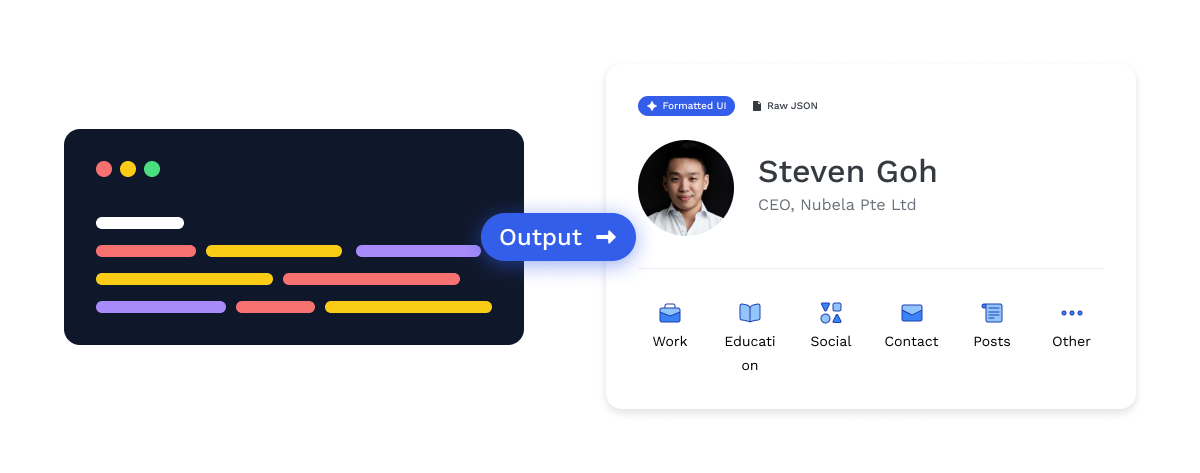 Formatted UI
Raw JSON
Steven Goh
CEO, Nubela Pte Ltd
Output
Work
Educati
on
Social
Contact
Posts
Other